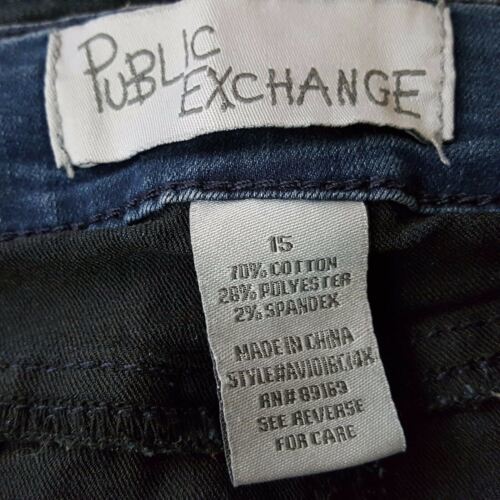 PUBLIC
EXCHANGE
15
70% COTTON
28% POLYESTER
2% SPANDEX
MADE IN CHINA
RN# 89169
SEE REVERSE
FOR CARE